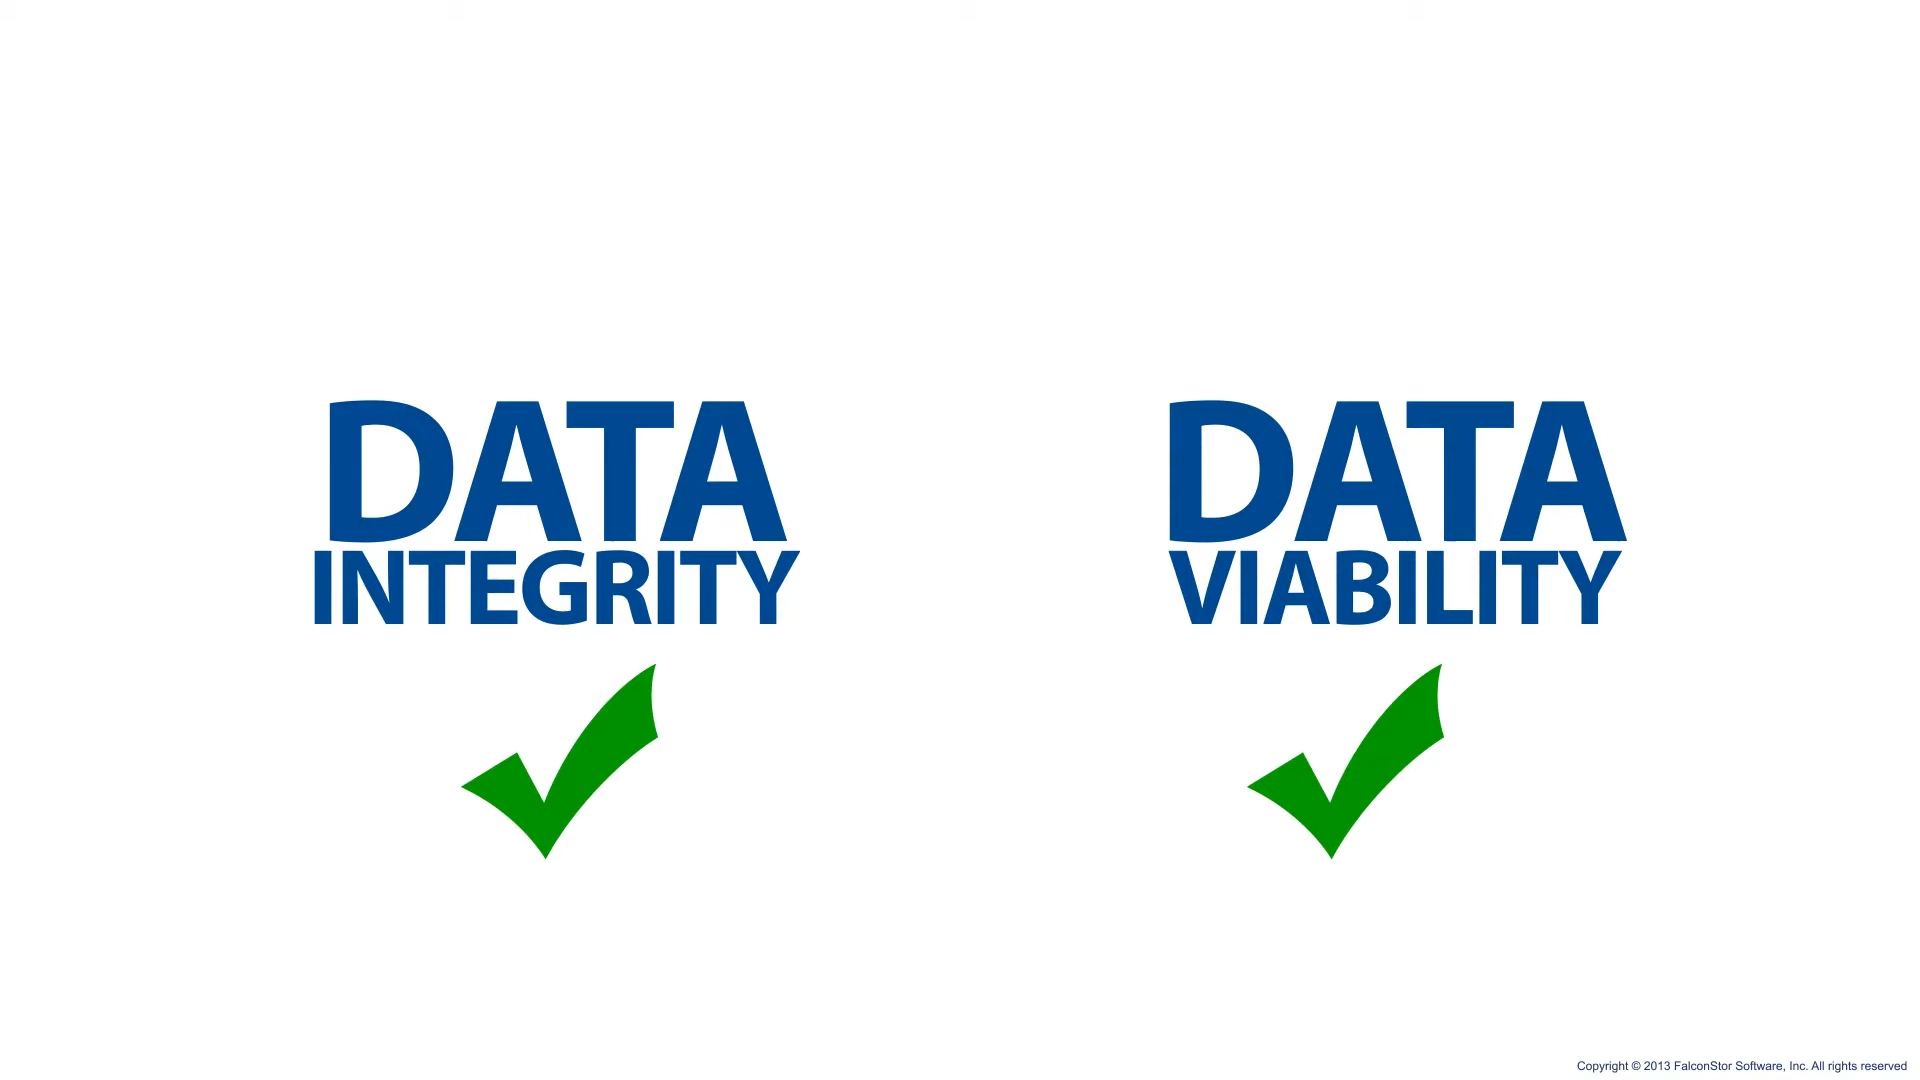 DATA
INTEGRITY
DATA
VIABILITY
Copyright © 2013 FalconStor Software, Inc. All rights reserved